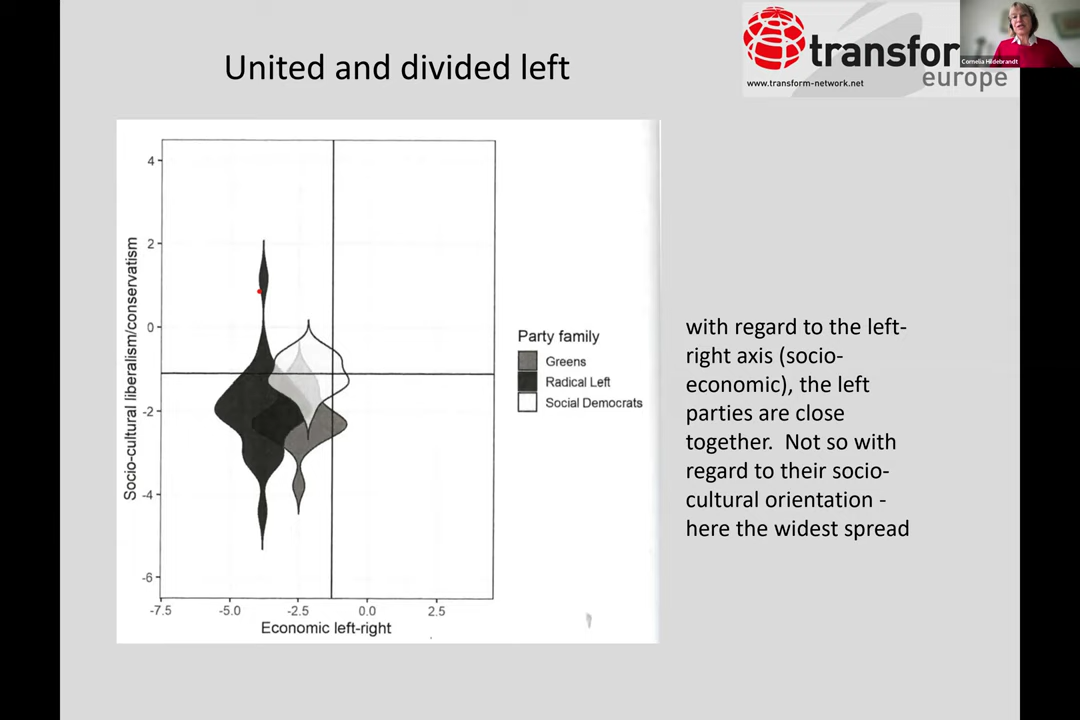 United and divided left
transfor
europe
www.transform-network.net
Cornelia Hildebrandt
Socio-cultural liberalism/conservatism
4
2
0
-2
-4
-6
-7.5 -5.0 -2.5 0.0 2.5
Economic left-right
Party family
Greens
Radical Left
Social Democrats
with regard to the left-
right axis (socio-
economic), the left
parties are close
together. Not so with
regard to their socio-
cultural orientation -
here the widest spread